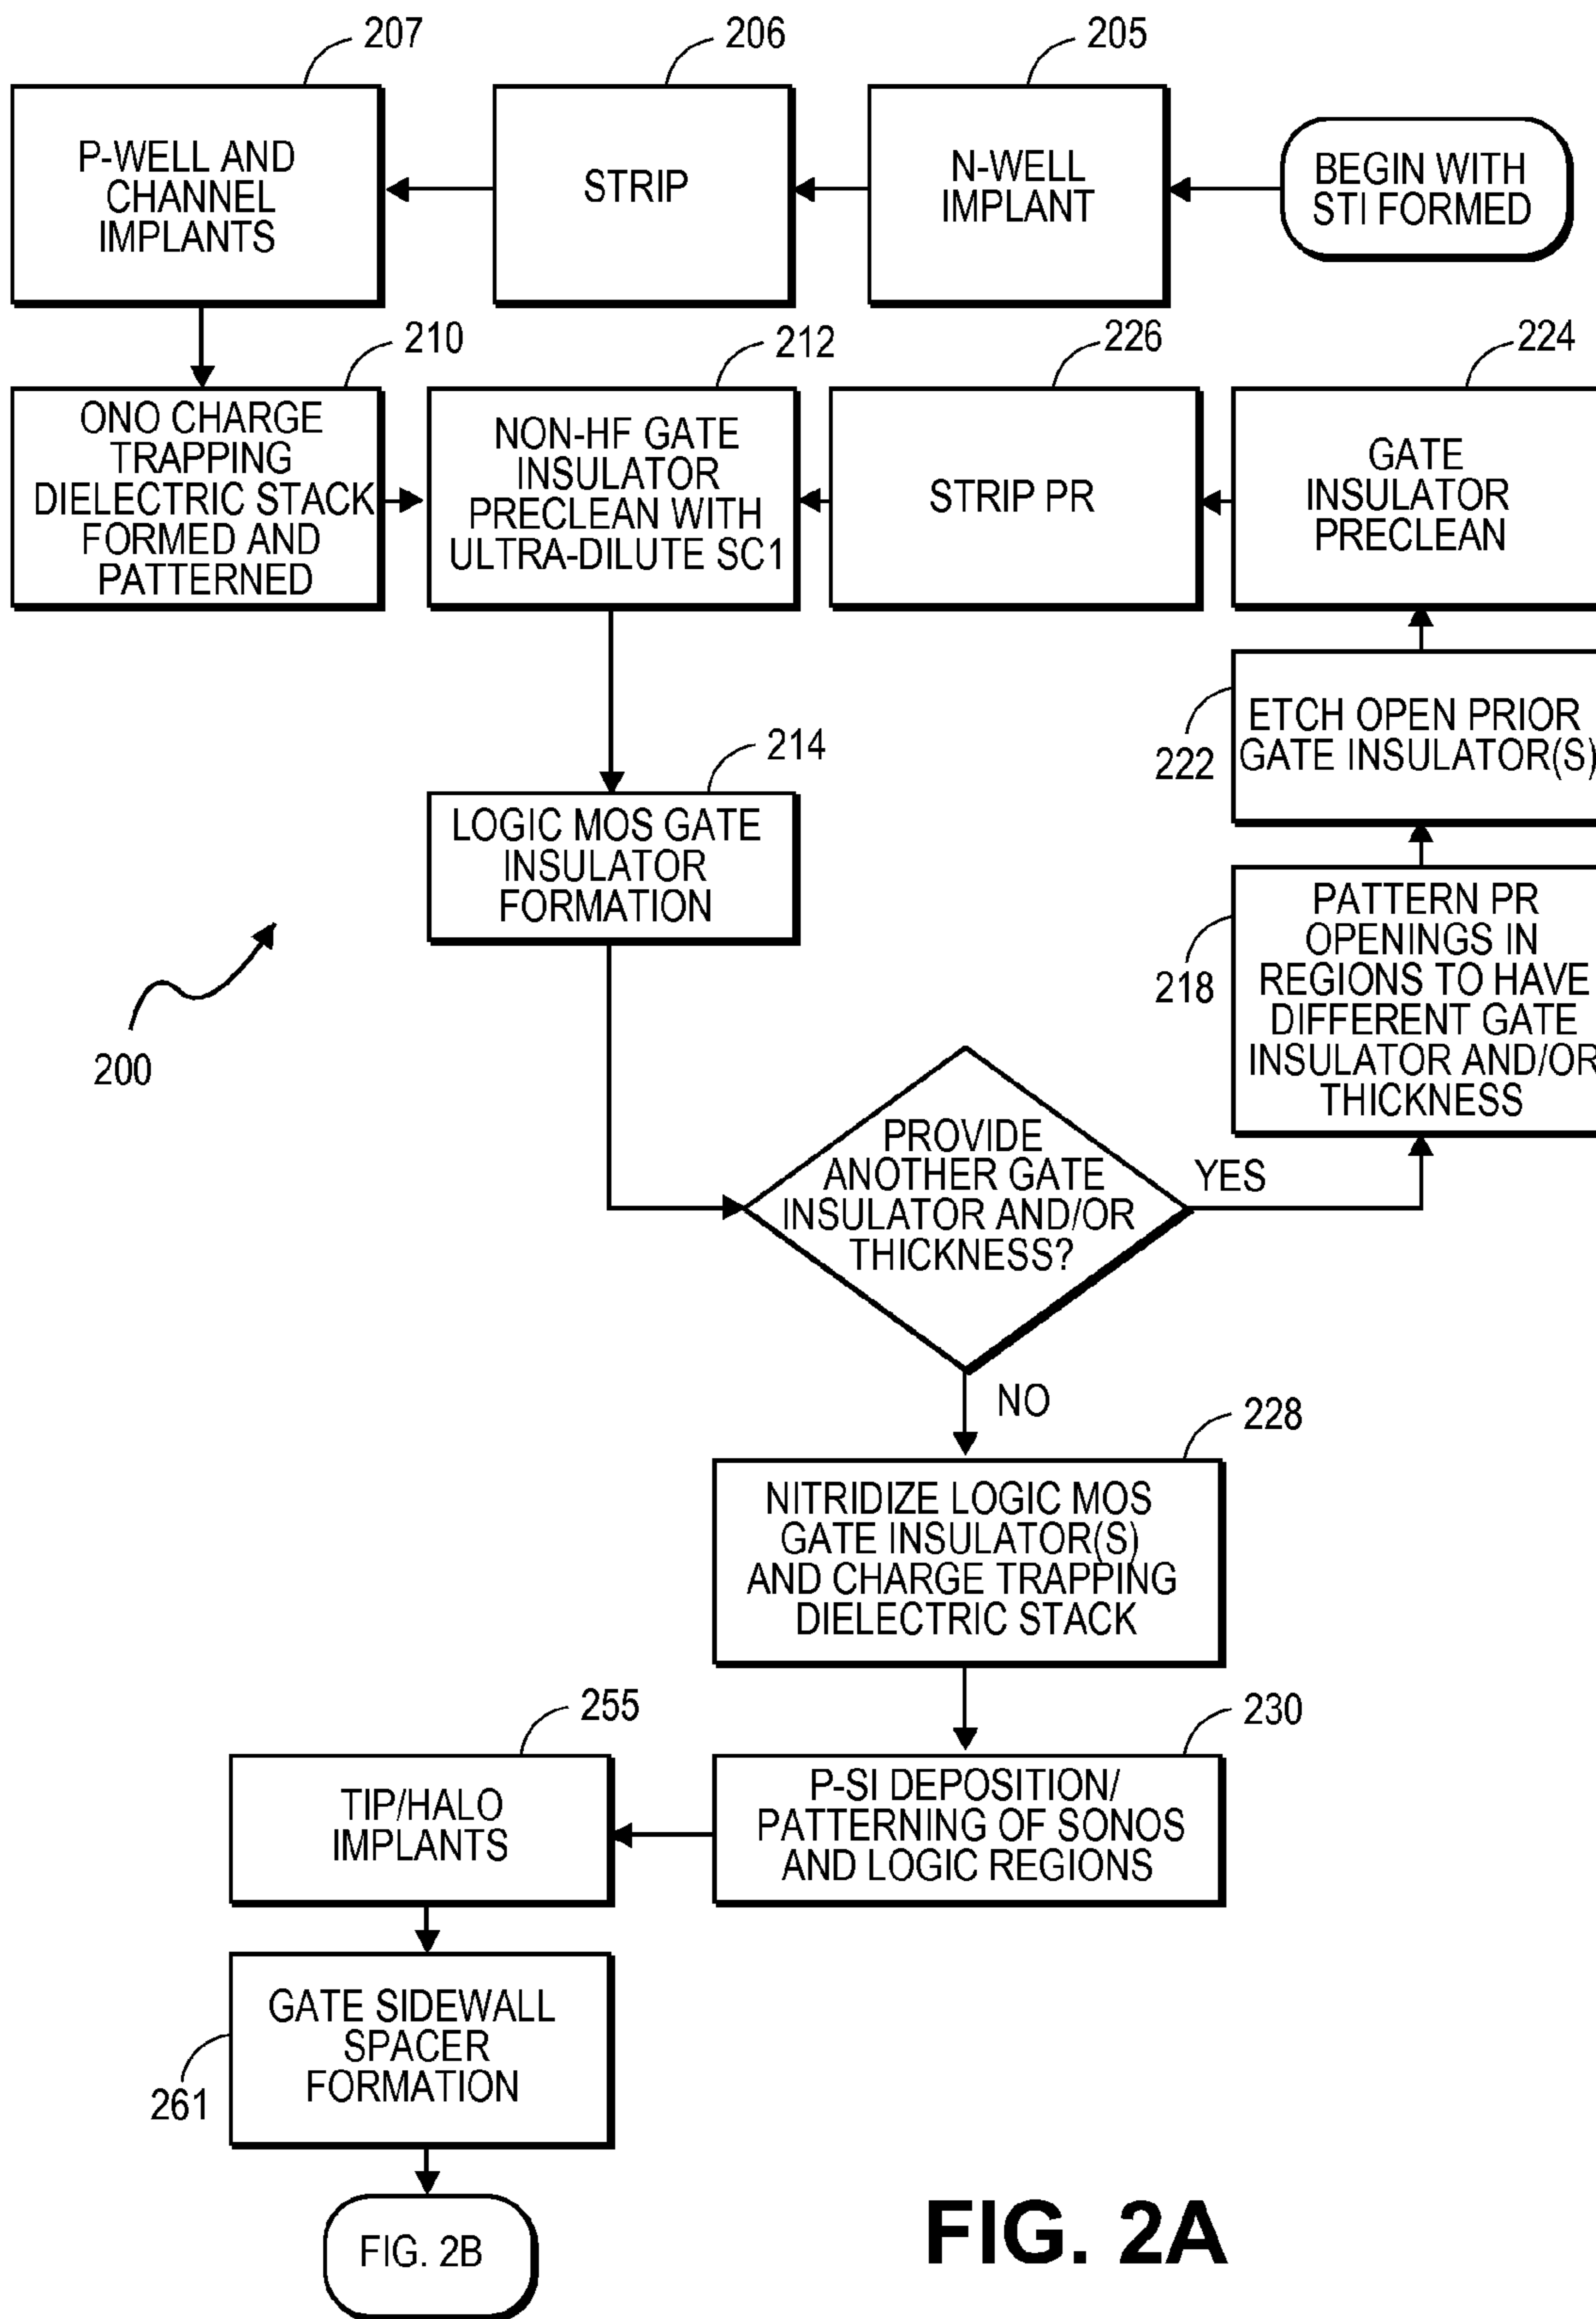 207
206
205
P-WELL AND
CHANNEL
IMPLANTS
STRIP
N-WELL
IMPLANT
BEGIN WITH
STI FORMED
210
212
226
224
ONO CHARGE
TRAPPING
DIELECTRIC STACK
FORMED AND
PATTERNED
NON-HF GATE
INSULATOR
PRECLEAN WITH
ULTRA-DILUTE SC1
STRIP PR
GATE
INSULATOR
PRECLEAN
222
ETCH OPEN PRIOR
GATE INSULATOR(S)
214
LOGIC MOS GATE
INSULATOR
FORMATION
218
PATTERN PR
OPENINGS IN
REGIONS TO HAVE
DIFFERENT GATE
INSULATOR AND/OR
THICKNESS
200
PROVIDE
ANOTHER GATE
INSULATOR AND/OR
THICKNESS?
YES
NO
228
NITRIDIZE LOGIC MOS
GATE INSULATOR(S)
AND CHARGE TRAPPING
DIELECTRIC STACK
255
230
TIP/HALO
IMPLANTS
P-SI DEPOSITION/
PATTERNING OF SONOS
AND LOGIC REGIONS
261
GATE SIDEWALL
SPACER
FORMATION
FIG. 2B
FIG. 2A